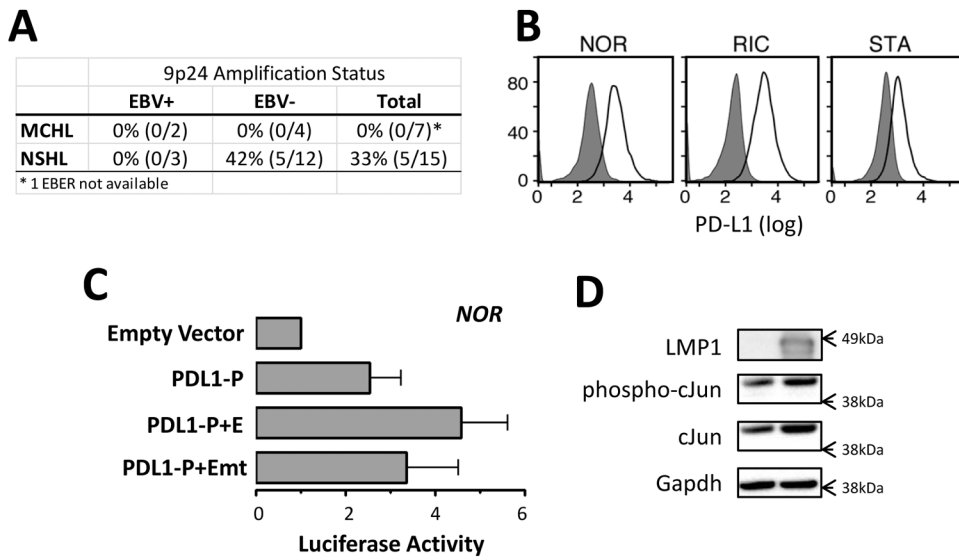 A
9p24 Amplification Status
EBV+ EBV- Total
MCHL 0% (0/2) 0% (0/4) 0% (0/7)*
NSHL 0% (0/3) 42% (5/12) 33% (5/15)
* 1 EBER not available
B
NOR RIC STA
80
40
0
0 2 4 0 2 4 0 2 4
PD-L1 (log)
C
NOR
Empty Vector
PDL1-P
PDL1-P+E
PDL1-P+Emt
0 2 4 6
Luciferase Activity
D
LMP1 49kDa
phospho-cJun 38kDa
cJun 38kDa
Gapdh 38kDa